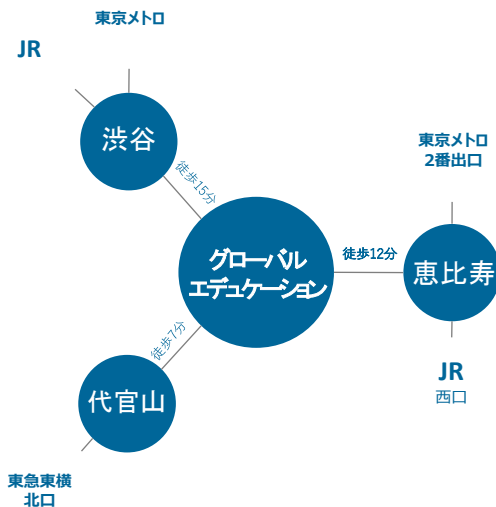 東京メトロ
JR
渋谷
徒歩15分
東京メトロ
2番出口
グローバル
エデュケーション
徒歩12分
恵比寿
徒歩7分
JR
西口
代官山
東急東横
北口